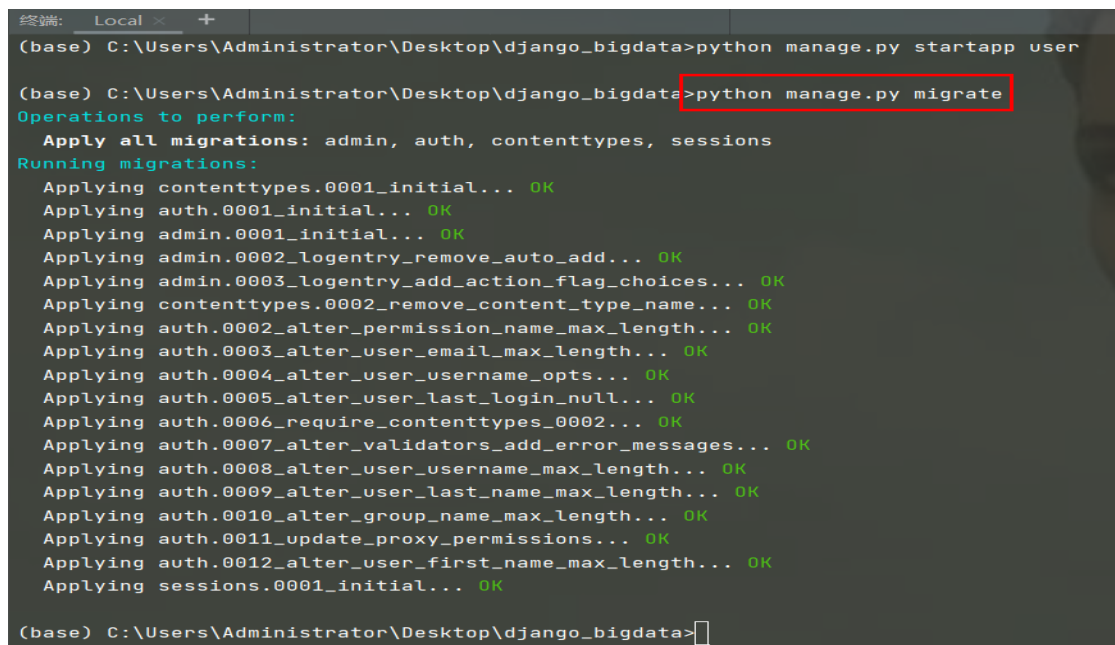 终端: Local × +
(base) C:\Users\Administrator\Desktop\django_bigdata>python manage.py startapp user
(base) C:\Users\Administrator\Desktop\django_bigdata>python manage.py migrate
Operations to perform:
Apply all migrations: admin, auth, contenttypes, sessions
Running migrations:
Applying contenttypes.0001_initial... OK
Applying auth.0001_initial... OK
Applying admin.0001_initial... OK
Applying admin.0002_logentry_remove_auto_add... OK
Applying admin.0003_logentry_add_action_flag_choices... OK
Applying contenttypes.0002_remove_content_type_name... OK
Applying auth.0002_alter_permission_name_max_length... OK
Applying auth.0003_alter_user_email_max_length... OK
Applying auth.0004_alter_user_username_opts... OK
Applying auth.0005_alter_user_last_login_null... OK
Applying auth.0006_require_contenttypes_0002... OK
Applying auth.0007_alter_validators_add_error_messages... OK
Applying auth.0008_alter_user_username_max_length... OK
Applying auth.0009_alter_user_last_name_max_length... OK
Applying auth.0010_alter_group_name_max_length... OK
Applying auth.0011_update_proxy_permissions... OK
Applying auth.0012_alter_user_first_name_max_length... OK
Applying sessions.0001_initial... OK
(base) C:\Users\Administrator\Desktop\django_bigdata>